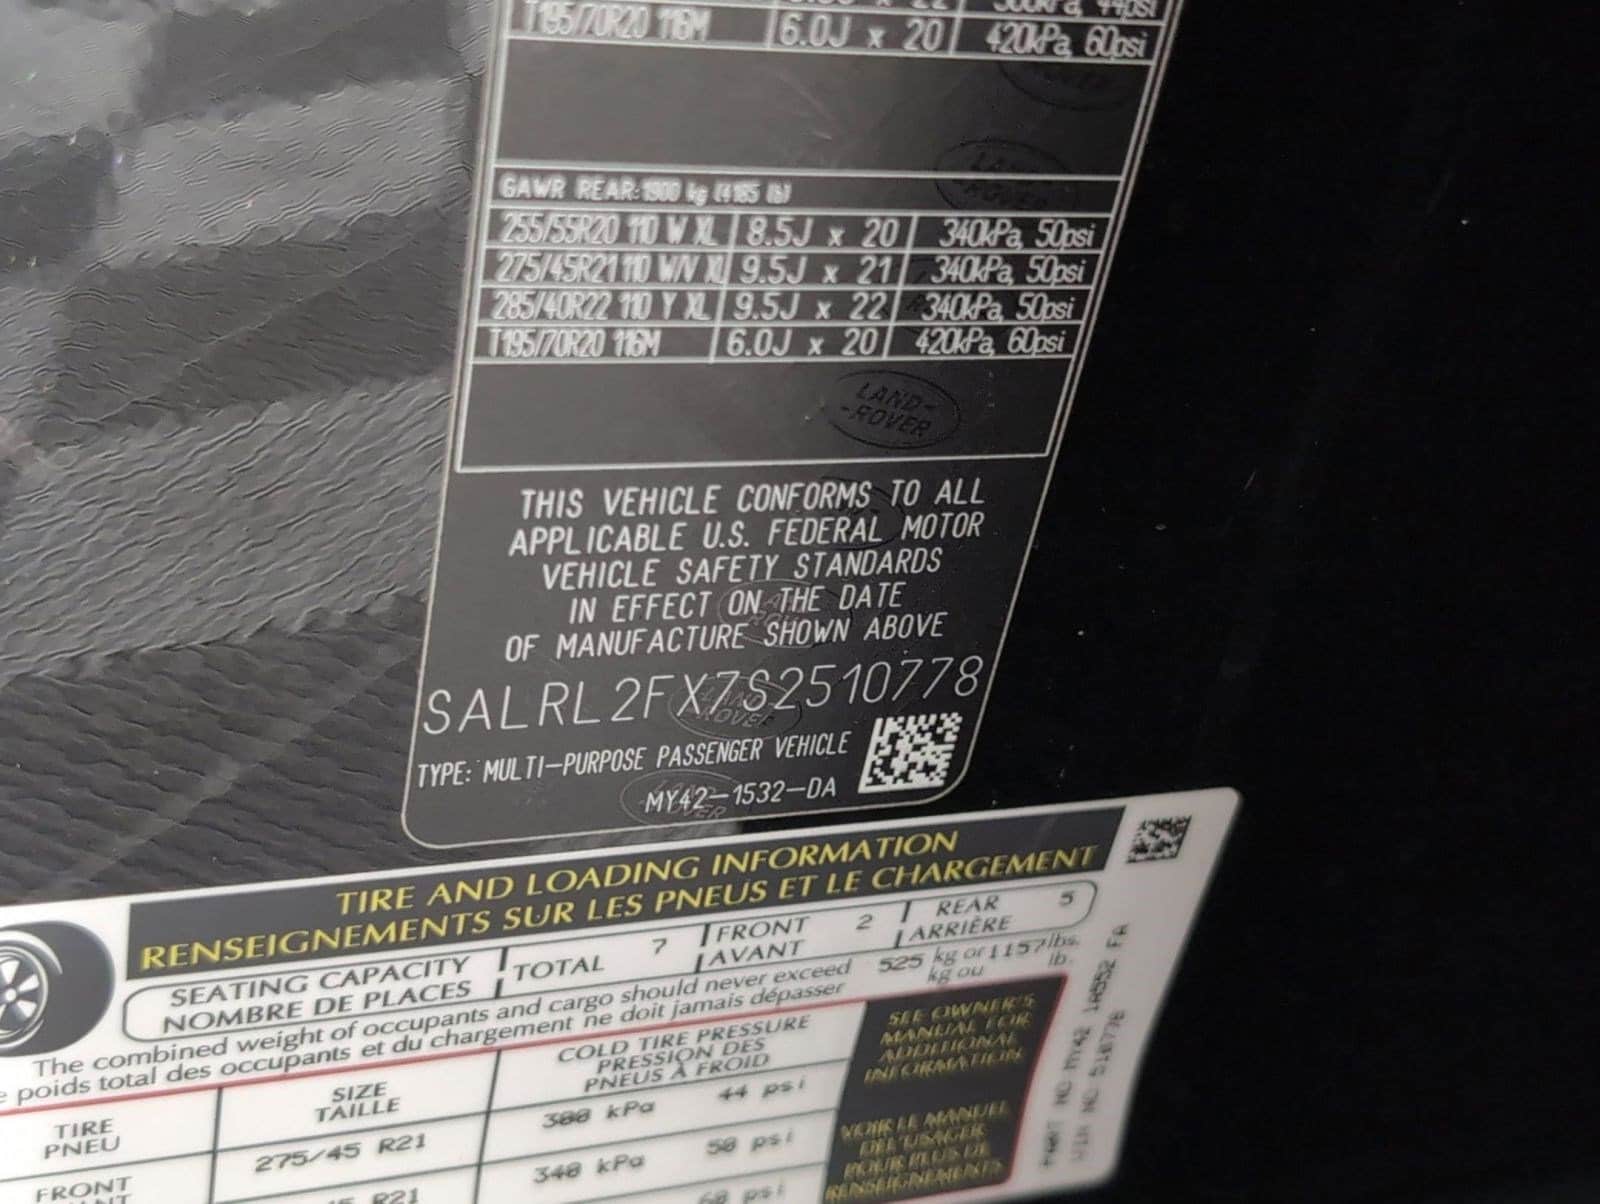 T195/70R20 116M 6.0J x 20 420kPa, 60psi
GAWR REAR: 1900 kg (4185 lb)
255/55R20 110 W XL 8.5J x 20 340kPa, 50psi
275/45R21 110 W/V XL 9.5J x 21 340kPa, 50psi
285/40R22 110 Y XL 9.5J x 22 340kPa, 50psi
T195/70R20 116M 6.0J x 20 420kPa, 60psi
LAND-
-ROVER
THIS VEHICLE CONFORMS TO ALL
APPLICABLE U.S. FEDERAL MOTOR
VEHICLE SAFETY STANDARDS
IN EFFECT ON THE DATE
OF MANUFACTURE SHOWN ABOVE
SALRL2FX7S2510778
TYPE: MULTI-PURPOSE PASSENGER VEHICLE
MY42-1532-DA
TIRE AND LOADING INFORMATION
RENSEIGNEMENTS SUR LES PNEUS ET LE CHARGEMENT
SEATING CAPACITY TOTAL 7 FRONT 2 REAR 5
NOMBRE DE PLACES AVANT ARRIÈRE
The combined weight of occupants and cargo should never exceed 525 kg or 1157 lbs.
poids total des occupants et du chargement ne doit jamais dépasser kg ou lb.
TIRE
PNEU
SIZE
TAILLE
COLD TIRE PRESSURE
PRESSION DES
PNEUS À FROID
SEE OWNER'S
MANUAL FOR
ADDITIONAL
INFORMATION
FRONT
275/45 R21
300 kPa 44 psi
340 kPa 50 psi
R21
60 psi
VOIR LE MANUEL
DE L'USAGER
POUR PLUS DE
RENSEIGNEMENTS
PART NO MY42 1A552 FA
VIN NO 510778